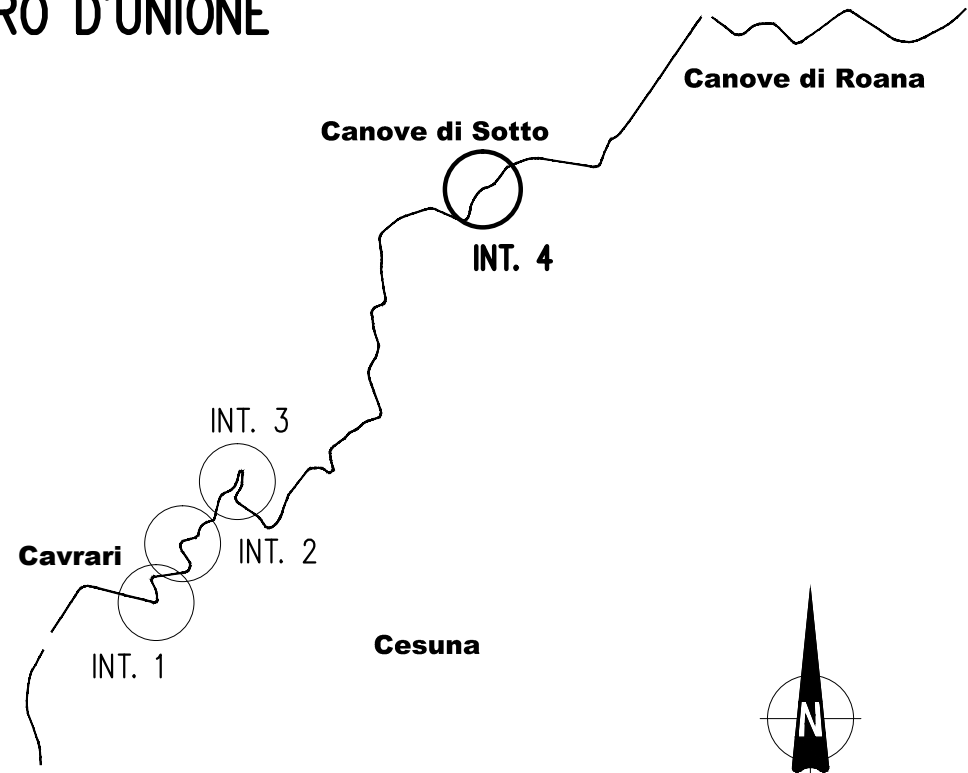 RO D'UNIONE
Canove di Roana
Canove di Sotto
INT. 4
INT. 3
INT. 2
Cavrari
Cesuna
INT. 1
N